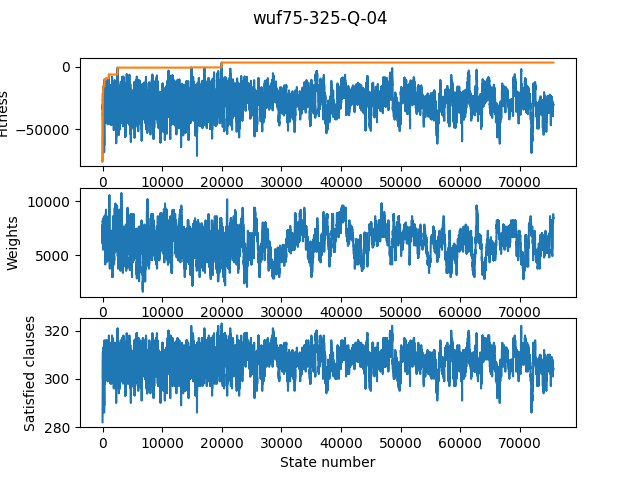 wuf75-325-Q-04
Fitness
0
−50000
0 10000 20000 30000 40000 50000 60000 70000
Weights
10000
5000
0 10000 20000 30000 40000 50000 60000 70000
Satisfied clauses
320
300
280
0 10000 20000 30000 40000 50000 60000 70000
State number